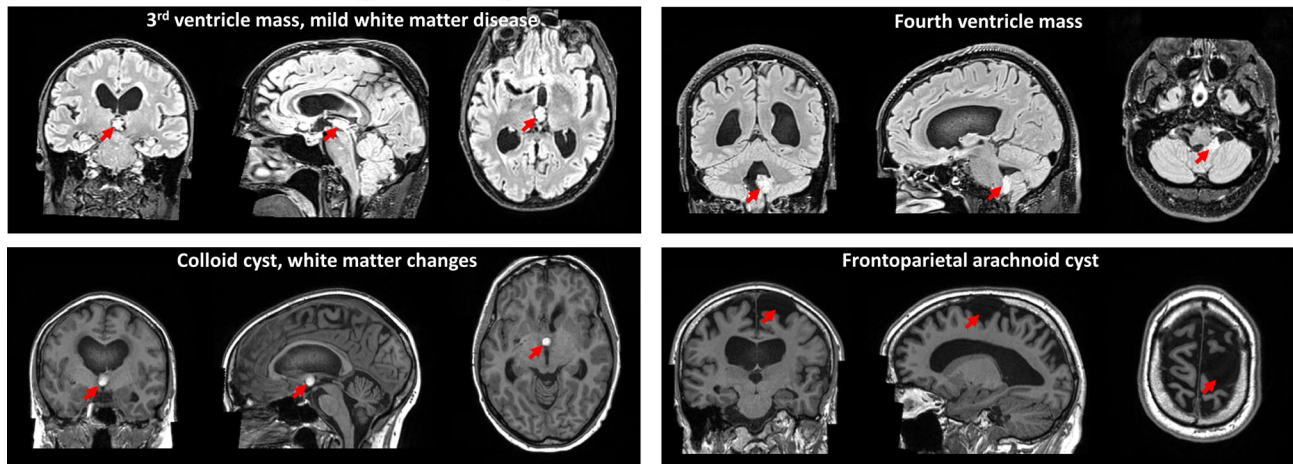 3rd ventricle mass, mild white matter disease
Fourth ventricle mass
Colloid cyst, white matter changes
Frontoparietal arachnoid cyst